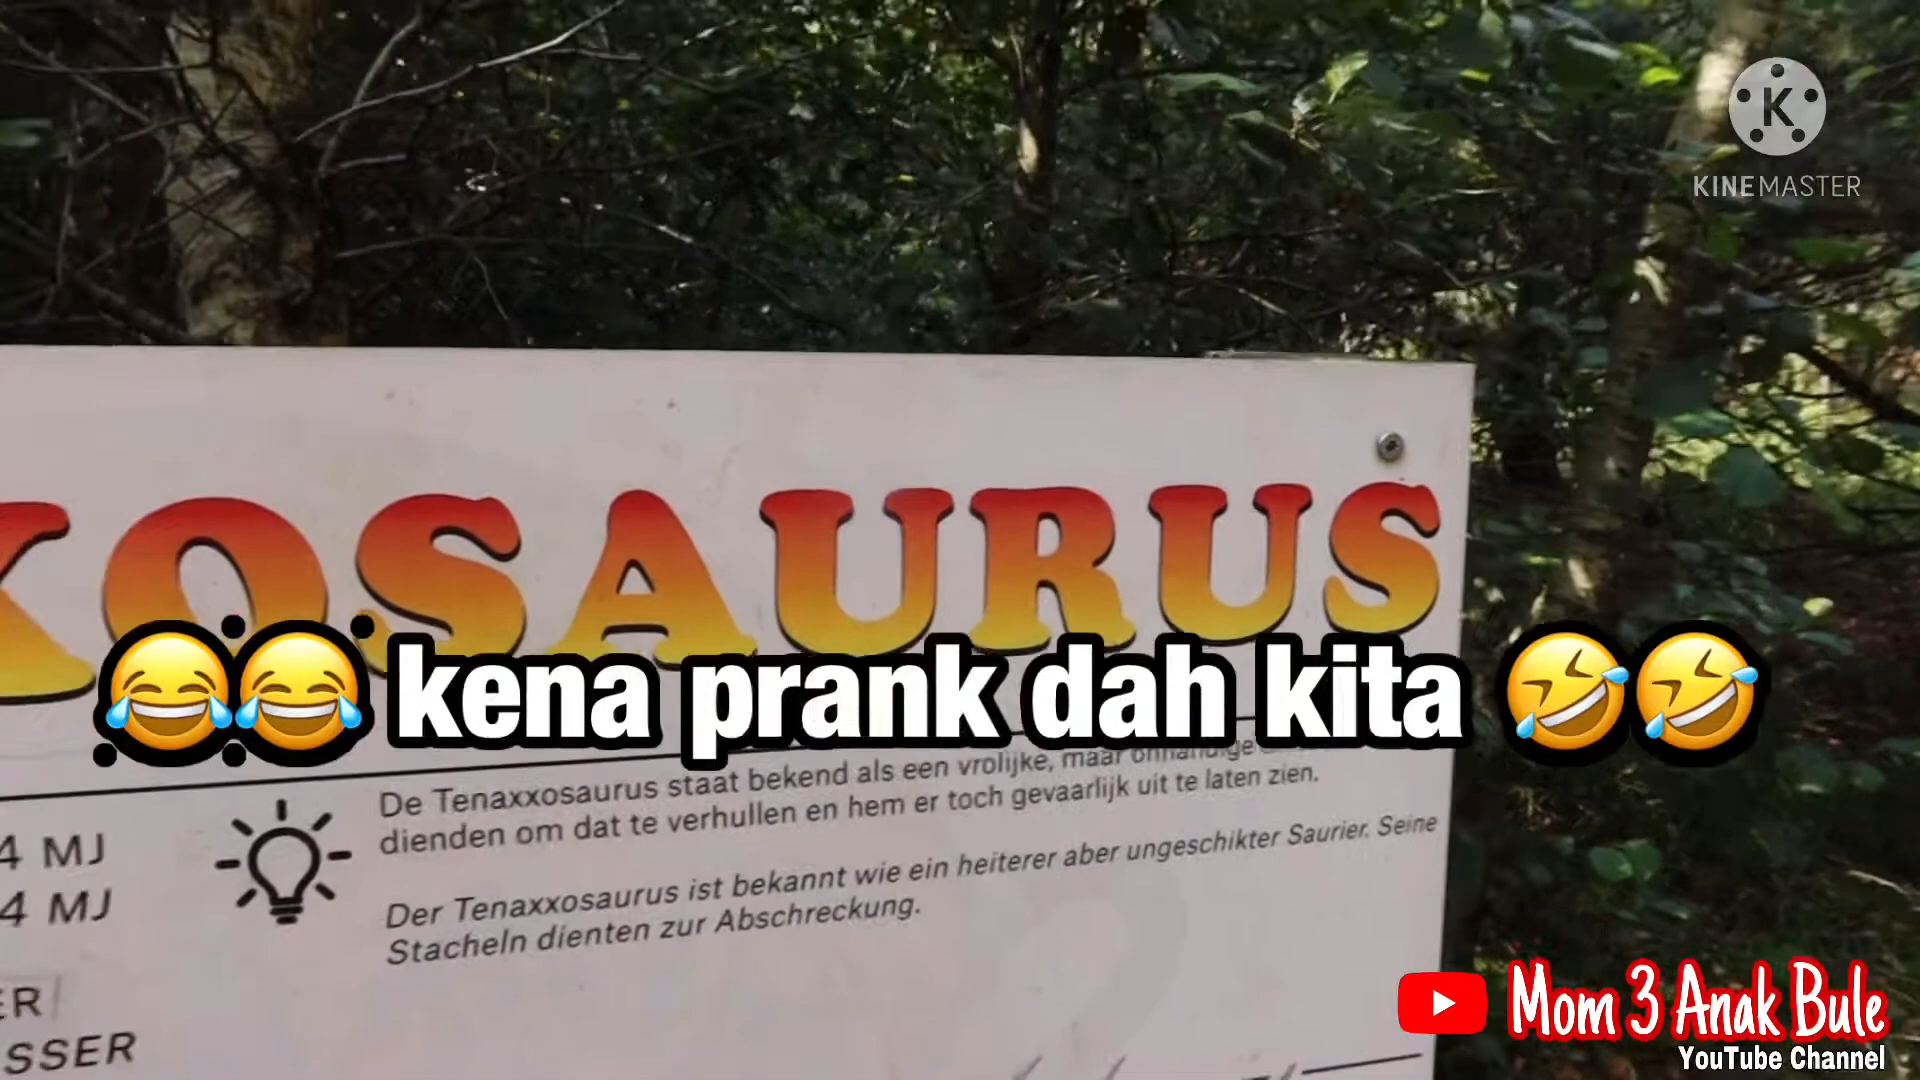 K
KINEMASTER
XOSAURUS
😂😂 kena prank dah kita 🤣🤣
De Tenaxxosaurus staat bekend als een vrolijke, maar onhandige
dienden om dat te verhullen en hem er toch gevaarlijk uit te laten zien.
Der Tenaxxosaurus ist bekannt wie ein heiterer aber ungeschikter Saurier. Seine
Stacheln dienten zur Abschreckung.
4 MJ
4 MJ
ER
SSER
Mom 3 Anak Bule
YouTube Channel